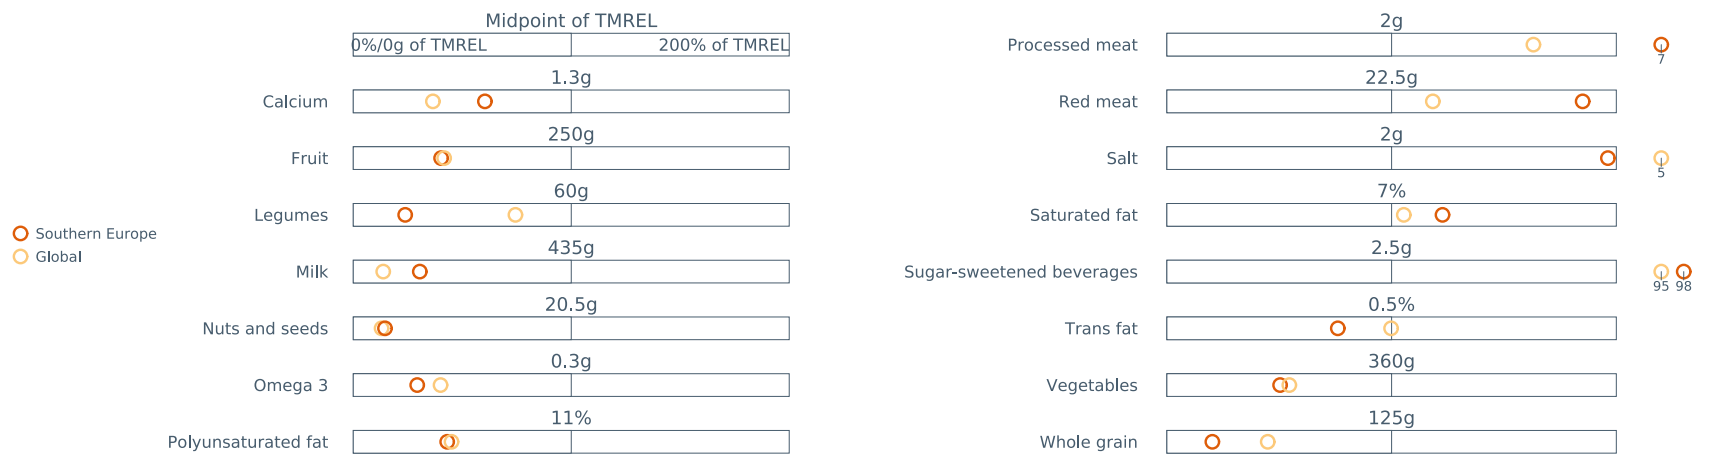 Midpoint of TMREL
0%/0g of TMREL 200% of TMREL
1.3g
Calcium
250g
Fruit
60g
Legumes
435g
Milk
20.5g
Nuts and seeds
0.3g
Omega 3
11%
Polyunsaturated fat
Southern Europe
Global
2g
Processed meat
7
22.5g
Red meat
2g
Salt
5
7%
Saturated fat
2.5g
Sugar-sweetened beverages
95 98
0.5%
Trans fat
360g
Vegetables
125g
Whole grain